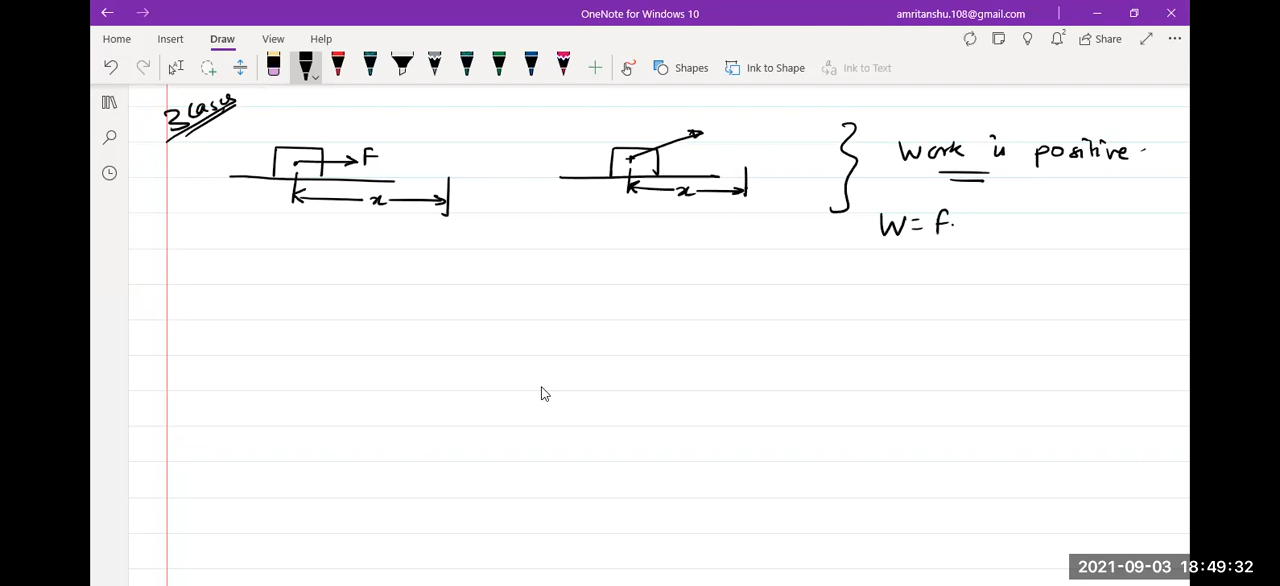 OneNote for Windows 10
amritanshu.108@gmail.com
Home Insert Draw View Help
Share
Shapes Ink to Shape Ink to Text
3 Cases
F
x
x
Work is positive.
W = F.
2021-09-03 18:49:32